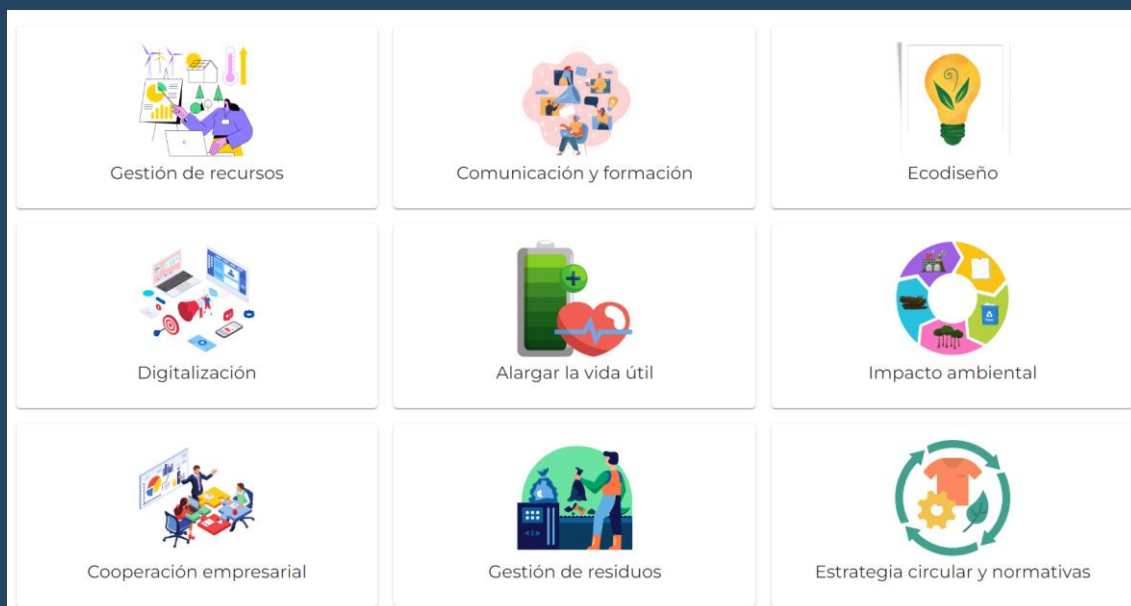 Gestión de recursos
Comunicación y formación
Ecodiseño
Digitalización
Alargar la vida útil
Impacto ambiental
Cooperación empresarial
Gestión de residuos
Estrategia circular y normativas